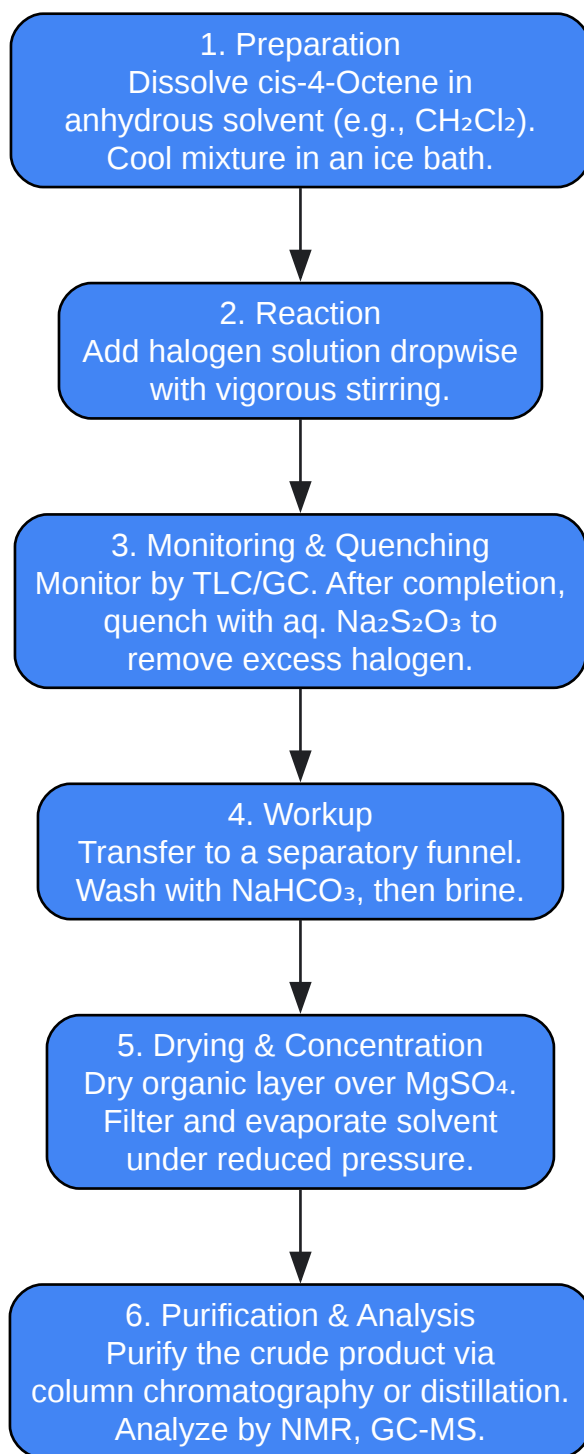 1. Preparation
Dissolve cis-4-Octene in
anhydrous solvent (e.g., CH₂Cl₂).
Cool mixture in an ice bath.
2. Reaction
Add halogen solution dropwise
with vigorous stirring.
3. Monitoring & Quenching
Monitor by TLC/GC. After completion,
quench with aq. Na₂S₂O₃ to
remove excess halogen.
4. Workup
Transfer to a separatory funnel.
Wash with NaHCO₃, then brine.
5. Drying & Concentration
Dry organic layer over MgSO₄.
Filter and evaporate solvent
under reduced pressure.
6. Purification & Analysis
Purify the crude product via
column chromatography or distillation.
Analyze by NMR, GC-MS.